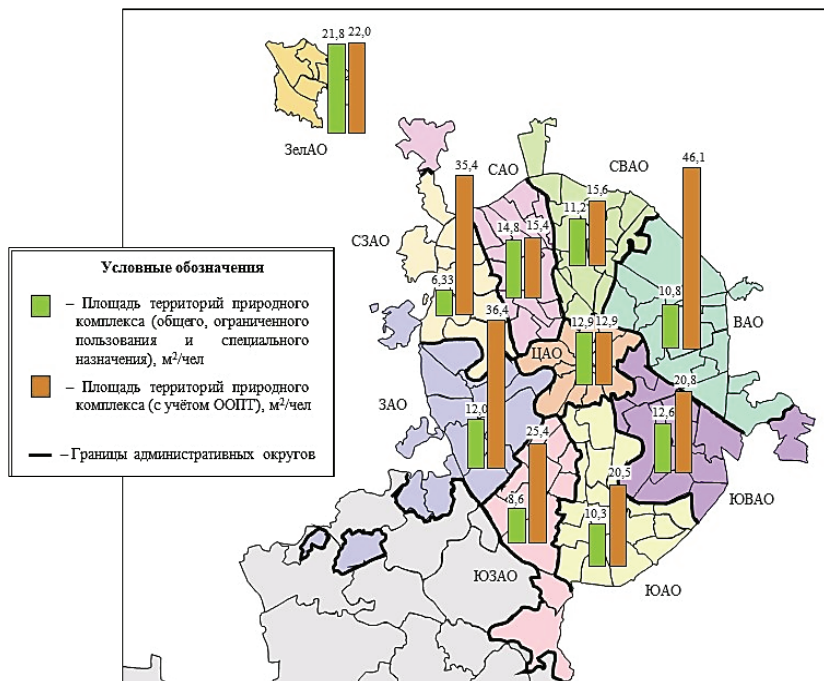 21,8 22,0
ЗелАО
САО
СВАО
46,1
35,4
15,6
11,2
14,8 15,4
СЗАО
6,33
10,8
ВАО
36,4
12,9 12,9
ЦАО
20,8
ЗАО
12,0
25,4
12,6
20,5
8,6
10,3
ЮВАО
ЮЗАО
ЮАО
Условные обозначения
– Площадь территорий природного
комплекса (общего, ограниченного
пользования и специального
назначения), м²/чел
– Площадь территорий природного
комплекса (с учётом ООПТ), м²/чел
– Границы административных округов